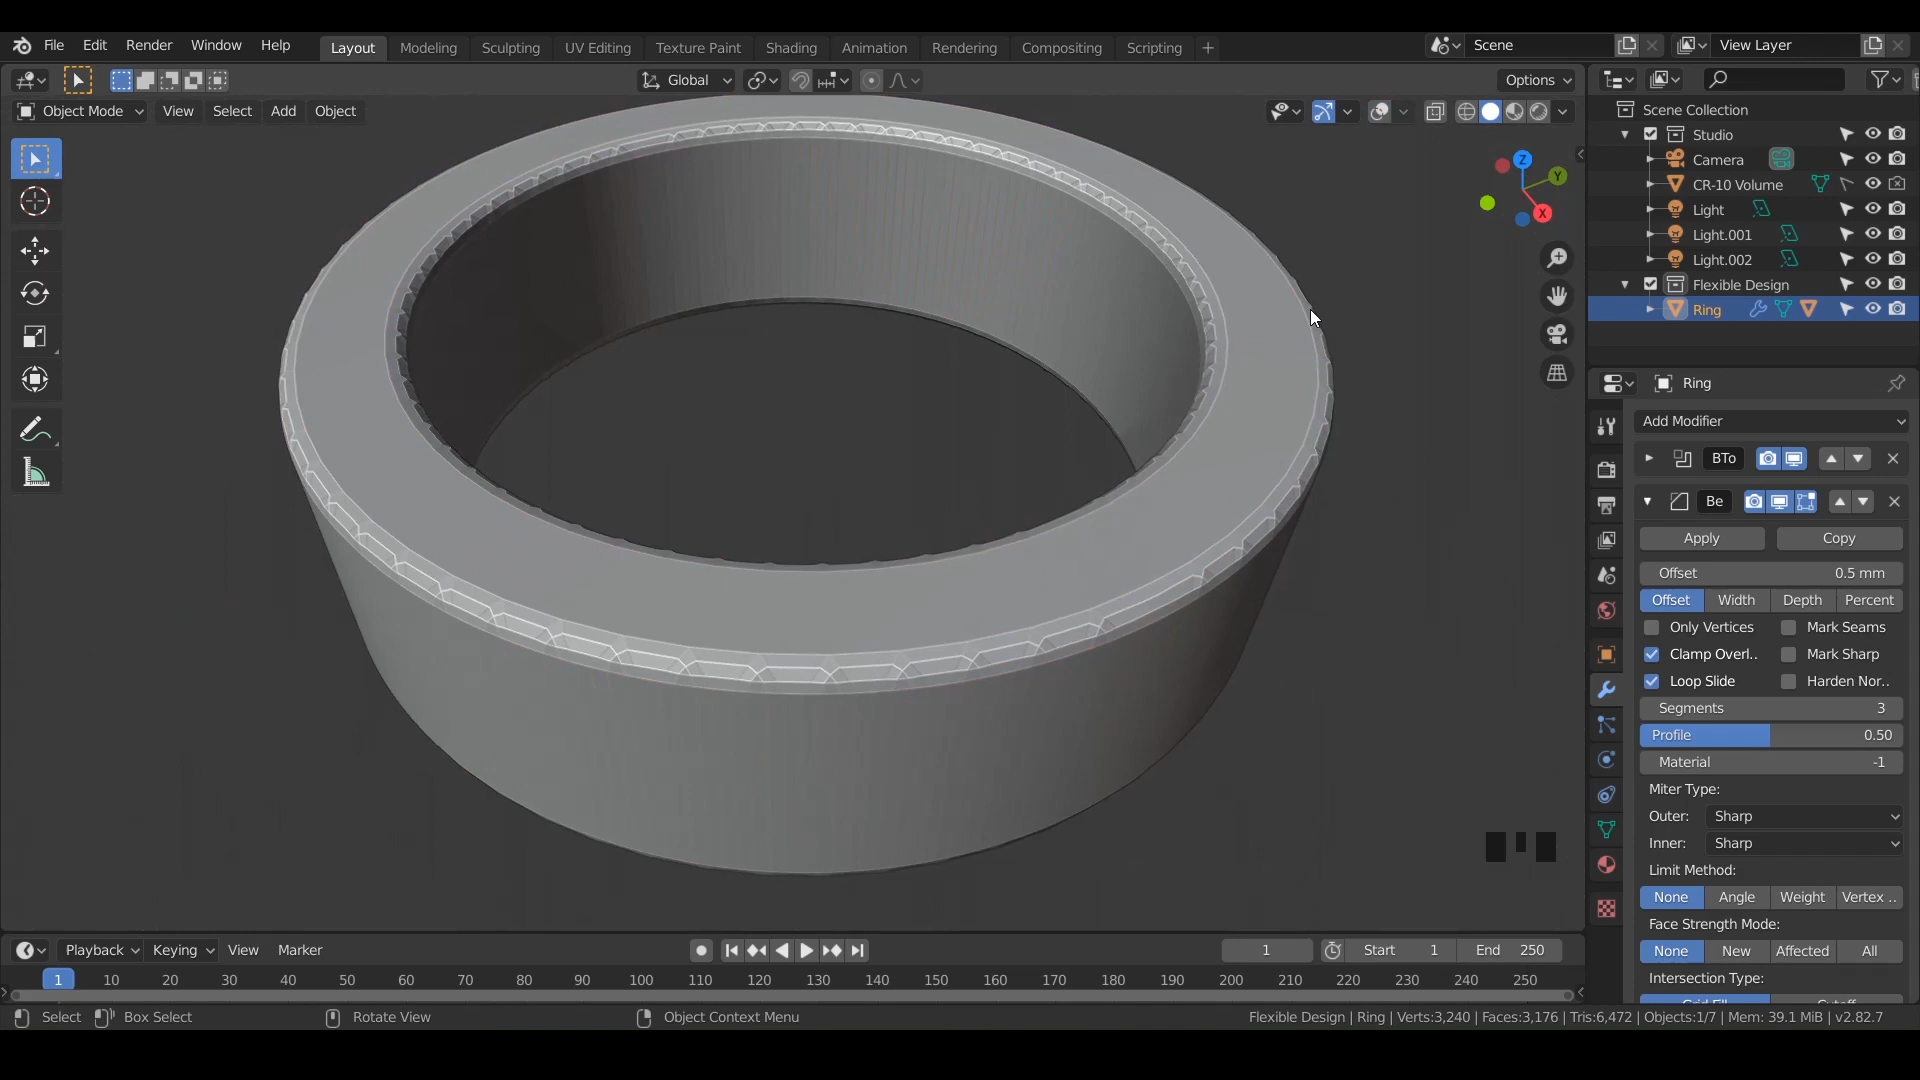 File Edit Render Window Help Layout Modeling Sculpting UV Editing Texture Paint Shading Animation Rendering Compositing Scripting + Scene View Layer
Global Options
Object Mode View Select Add Object
Scene Collection
Studio
Camera
CR-10 Volume
Light
Light.001
Light.002
Flexible Design
Ring
Z
Y
X
Ring
Add Modifier
BTo
Be
Apply Copy
Offset 0.5 mm
Offset Width Depth Percent
Only Vertices Mark Seams
Clamp Overl.. Mark Sharp
Loop Slide Harden Nor..
Segments 3
Profile 0.50
Material -1
Miter Type:
Outer: Sharp
Inner: Sharp
Limit Method:
None Angle Weight Vertex ..
Face Strength Mode:
None New Affected All
Intersection Type:
Grid Fill Cutoff
Playback Keying View Marker 1 Start 1 End 250
1 10 20 30 40 50 60 70 80 90 100 110 120 130 140 150 160 170 180 190 200 210 220 230 240 250
Select Box Select Rotate View Object Context Menu Flexible Design | Ring | Verts:3,240 | Faces:3,176 | Tris:6,472 | Objects:1/7 | Mem: 39.1 MiB | v2.82.7